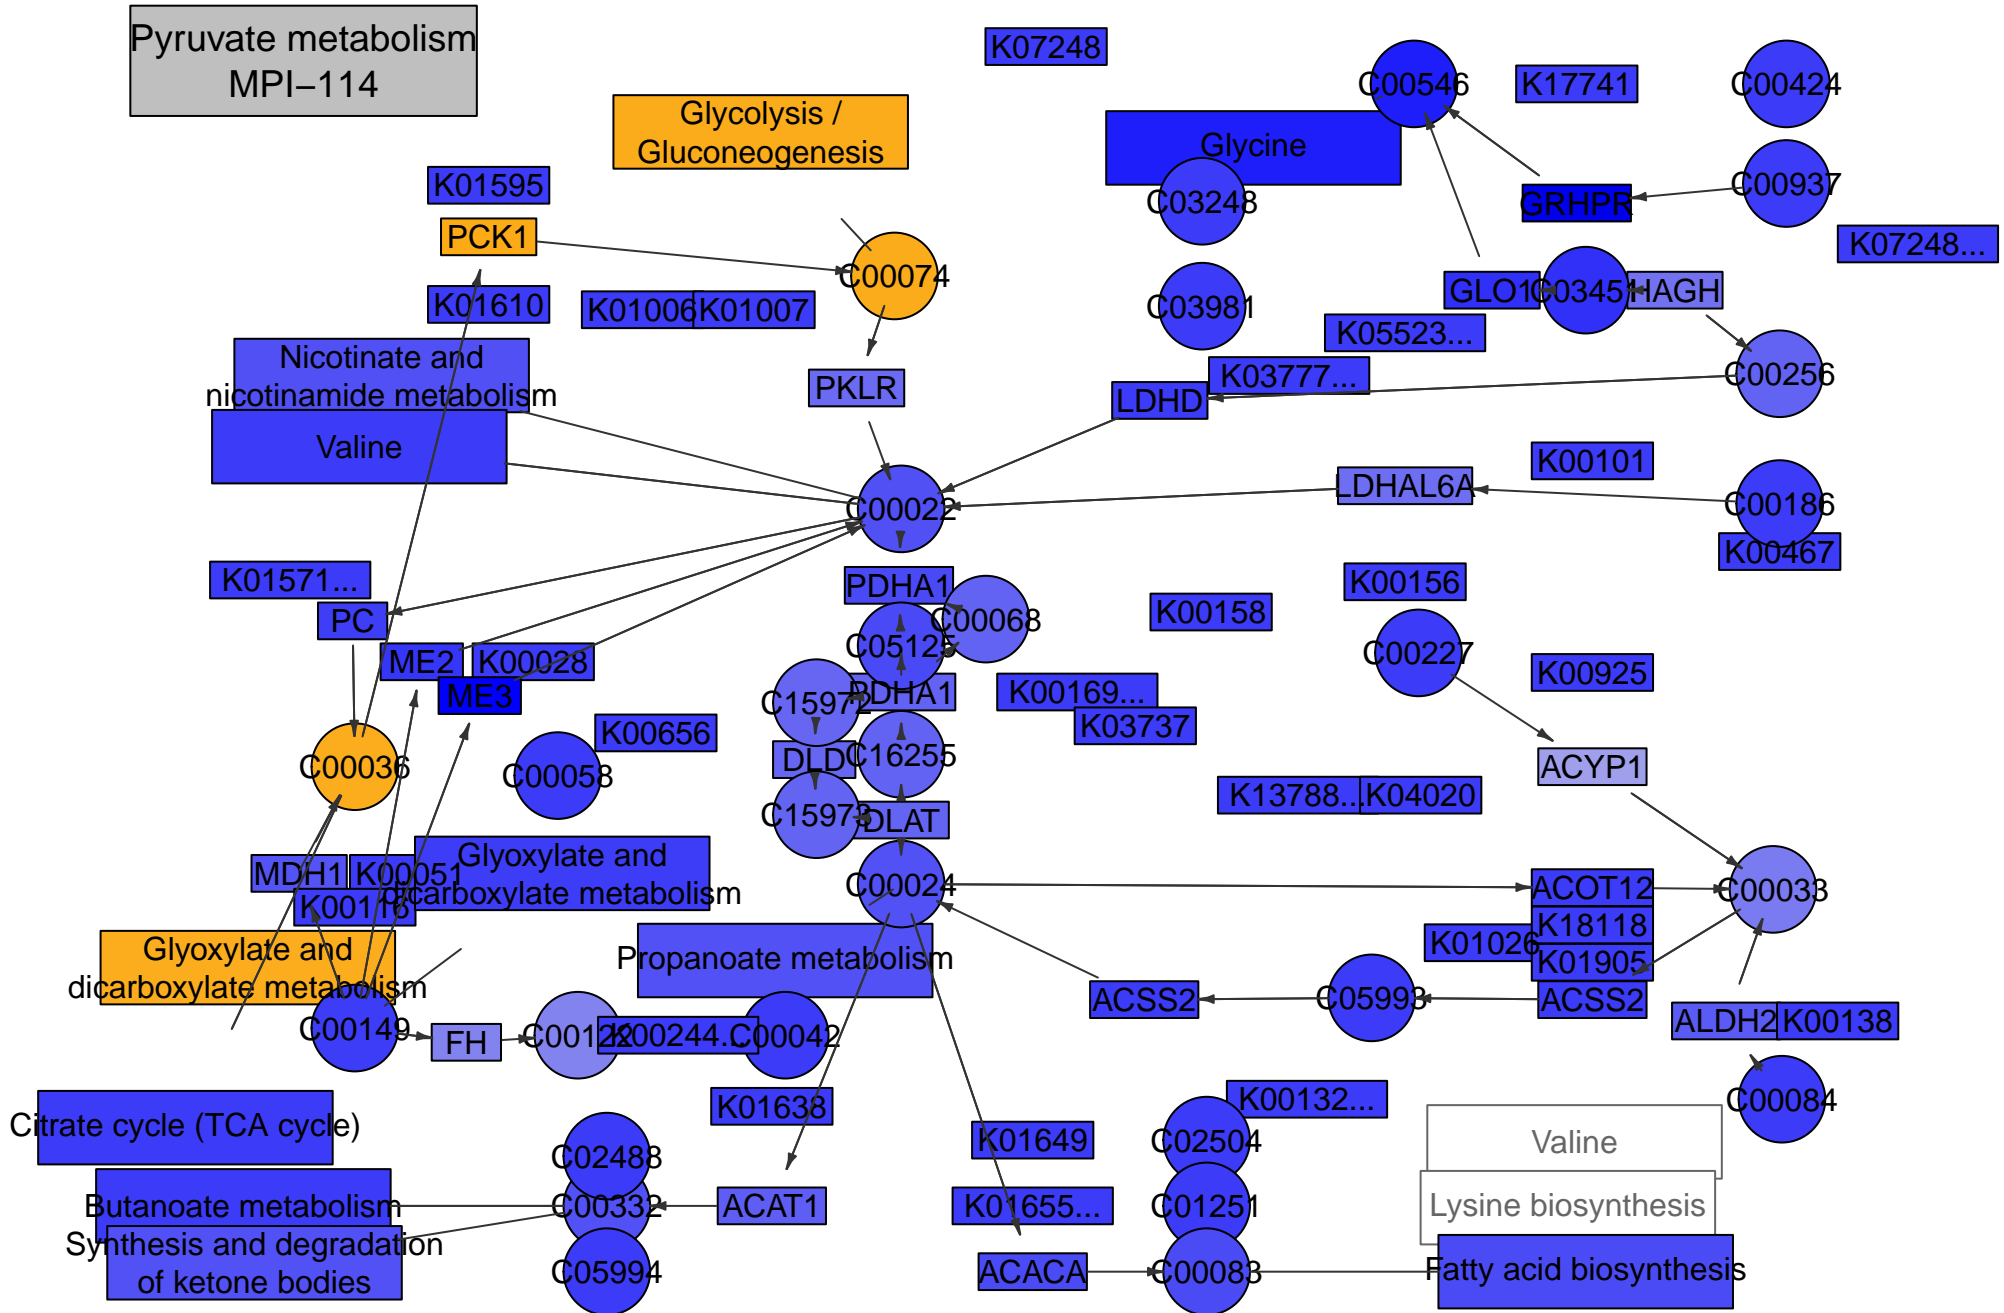 Pyruvate metabolism
MPI−114
K07248
C00546
K17741
C00424
Glycolysis /
Gluconeogenesis
Glycine
K01595
C03248
GRHPR
C00937
PCK1
K07248...
C00074
K01610
K01006
K01007
C03981
GLO1
C03451
HAGH
K05523...
Nicotinate and
nicotinamide metabolism
PKLR
K03777...
C00256
LDHD
Valine
K00101
LDHAL6A
C00186
C00022
K00467
K01571...
PDHA1
K00156
PC
C00068
K00158
C05125
C00227
ME2
K00028
K00925
ME3
C15972
PDHA1
K00169...
K03737
K00656
C00036
C00058
DLD
C16255
ACYP1
K13788...
K04020
C15973
DLAT
MDH1
K00051
Glyoxylate and
dicarboxylate metabolism
C00024
ACOT12
C00033
K00116
K18118
Glyoxylate and
dicarboxylate metabolism
Propanoate metabolism
K01026
K01905
ACSS2
C05993
ACSS2
C00149
FH
C00122
K00244...
C00042
ALDH2
K00138
K01638
K00132...
C00084
Citrate cycle (TCA cycle)
C02488
K01649
C02504
Valine
Butanoate metabolism
C00332
ACAT1
K01655...
C01251
Lysine biosynthesis
Synthesis and degradation
of ketone bodies
C05994
ACACA
C00083
Fatty acid biosynthesis